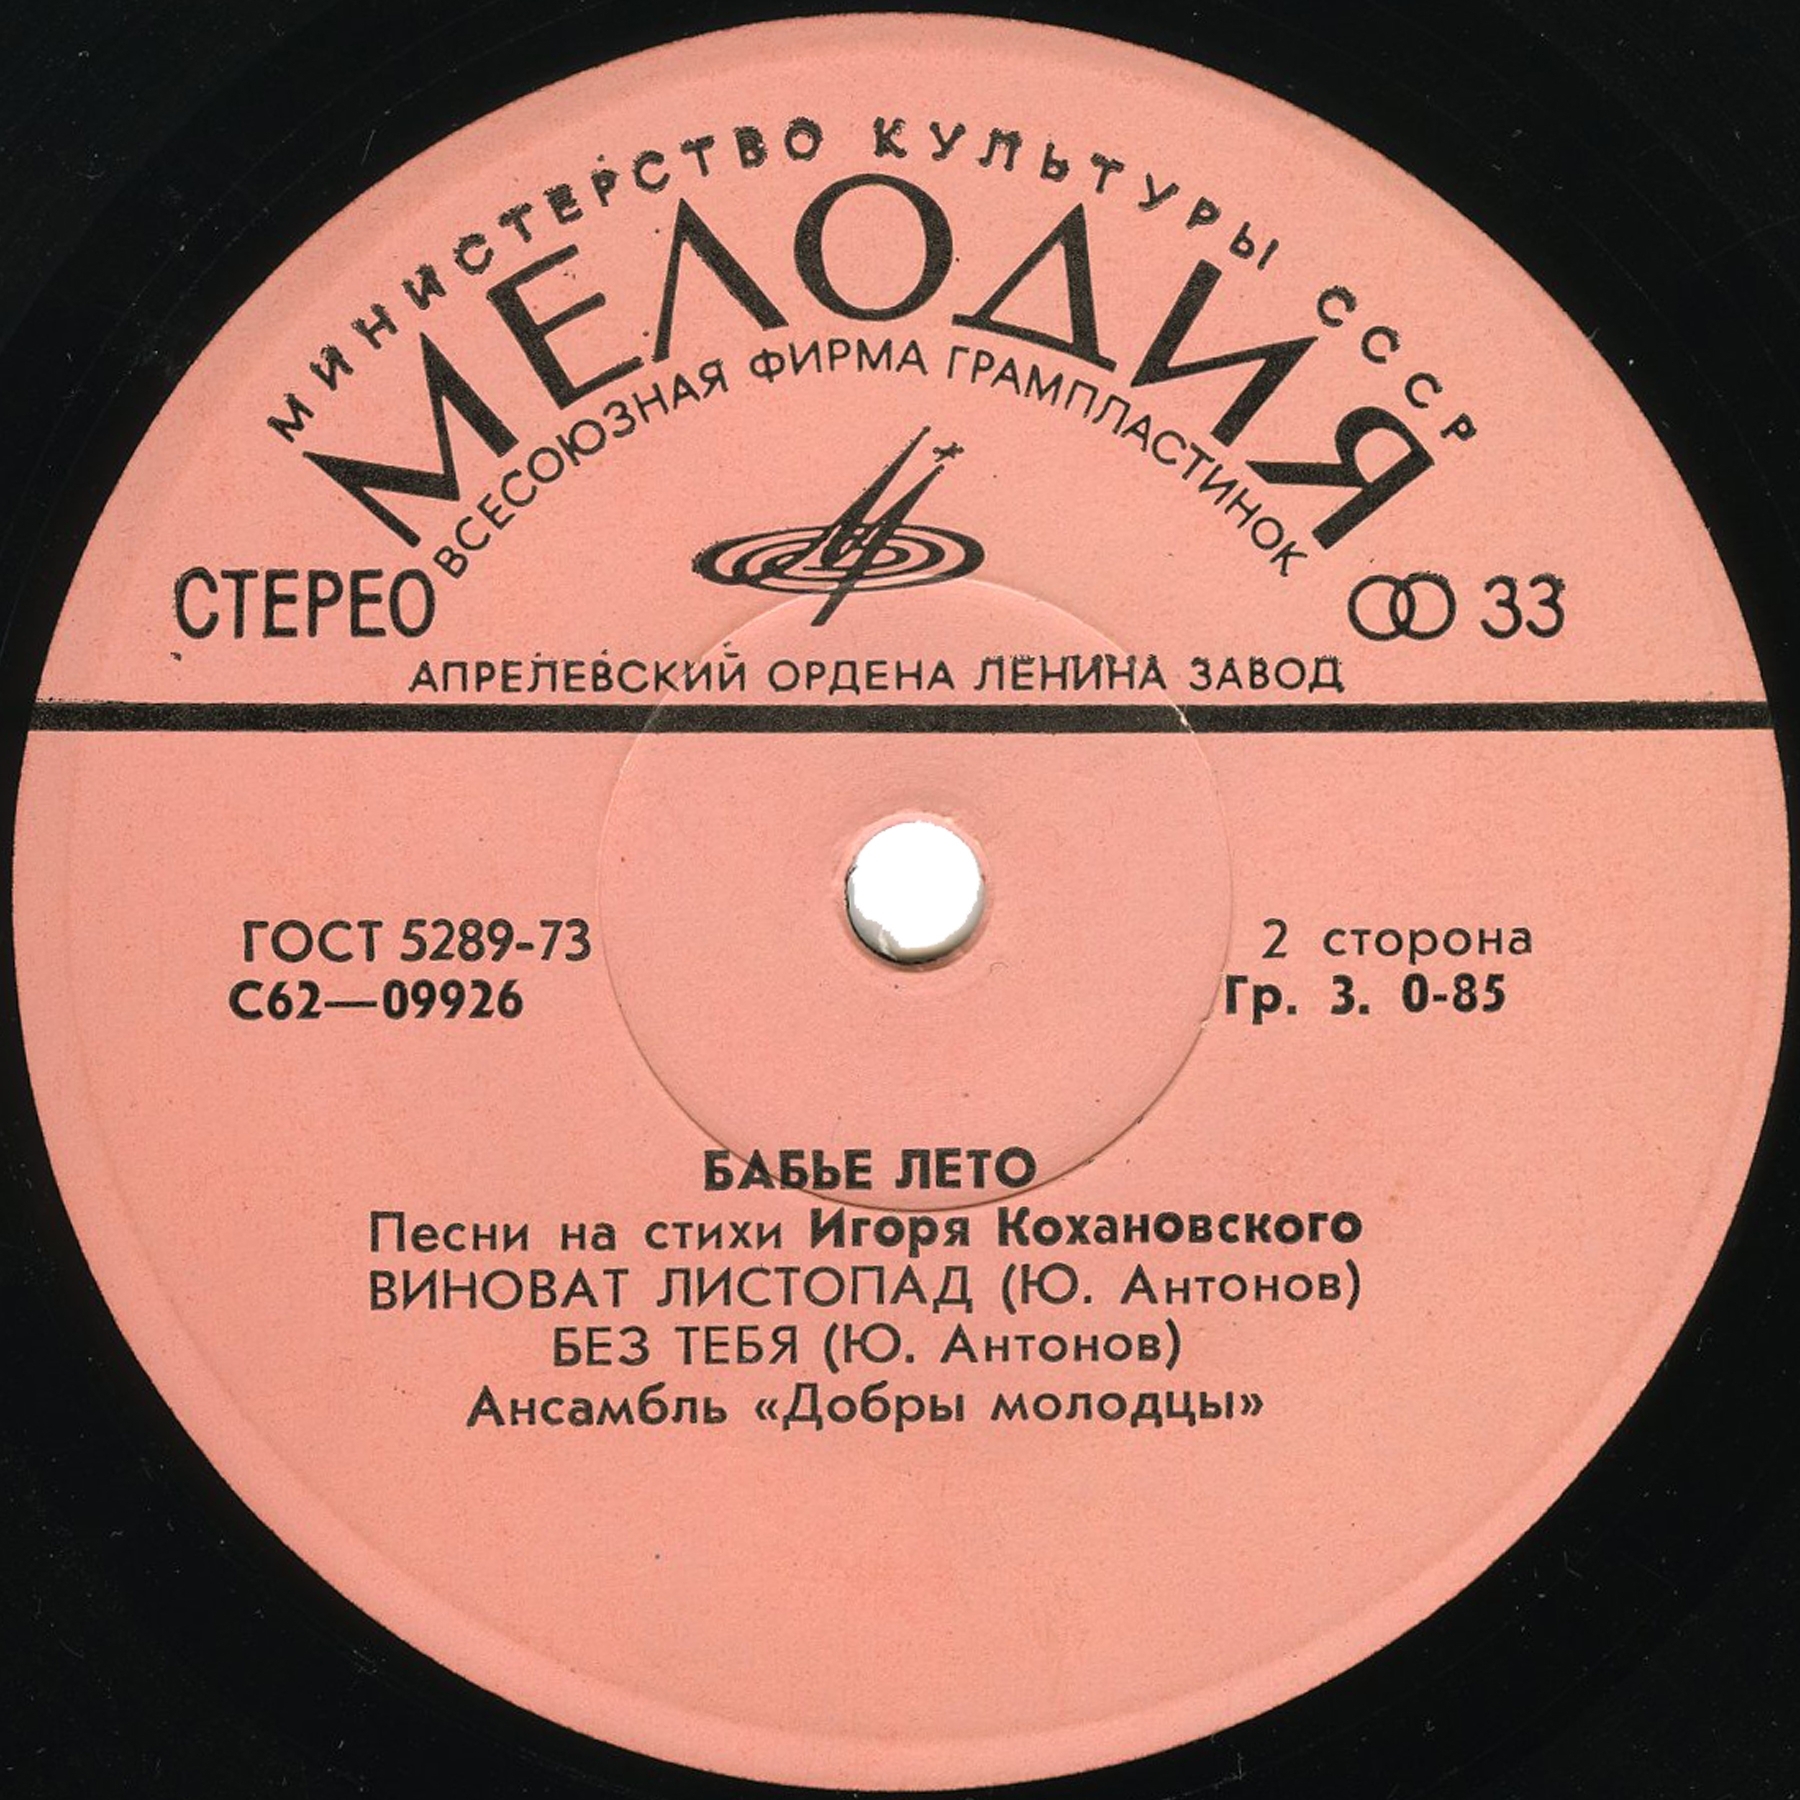 МИНИСТЕРСТВО КУЛЬТУРЫ СССР
МЕЛОДИЯ
ВСЕСОЮЗНАЯ ФИРМА ГРАМПЛАСТИНОК
СТЕРЕО
33
АПРЕЛЕВСКИЙ ОРДЕНА ЛЕНИНА ЗАВОД
ГОСТ 5289-73
С62—09926
2 сторона
Гр. 3. 0-85
БАБЬЕ ЛЕТО
Песни на стихи Игоря Кохановского
ВИНОВАТ ЛИСТОПАД (Ю. Антонов)
БЕЗ ТЕБЯ (Ю. Антонов)
Ансамбль «Добры молодцы»